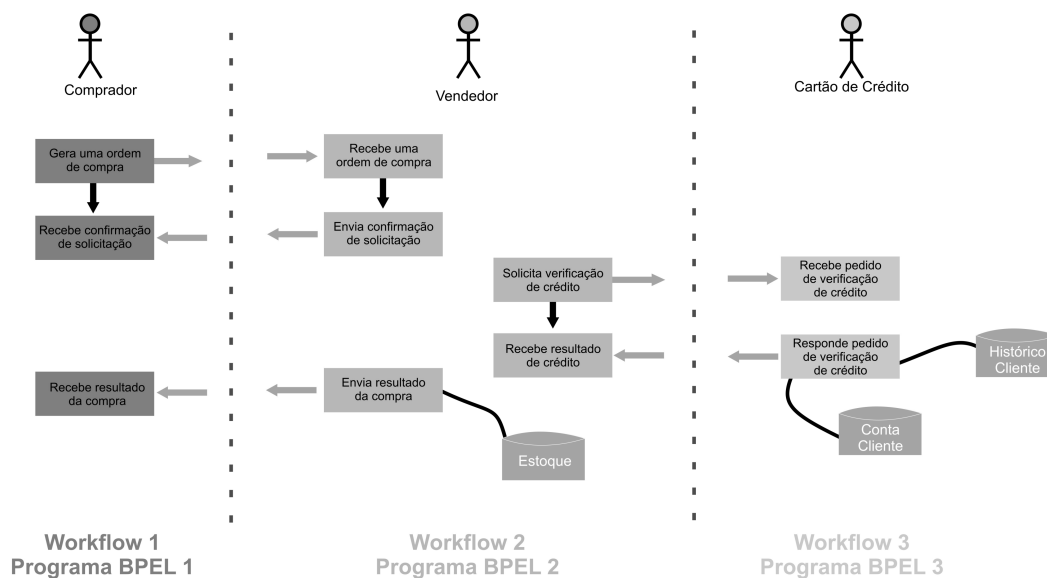 Comprador
Vendedor
Cartão de Crédito
Gera uma ordem
de compra
Recebe uma
ordem de compra
Recebe confirmação
de solicitação
Envia confirmação
de solicitação
Solicita verificação
de crédito
Recebe pedido
de verificação
de crédito
Recebe resultado
de crédito
Responde pedido
de verificação
de crédito
Histórico
Cliente
Recebe resultado
da compra
Envia resultado
da compra
Conta
Cliente
Estoque
Workflow 1
Programa BPEL 1
Workflow 2
Programa BPEL 2
Workflow 3
Programa BPEL 3